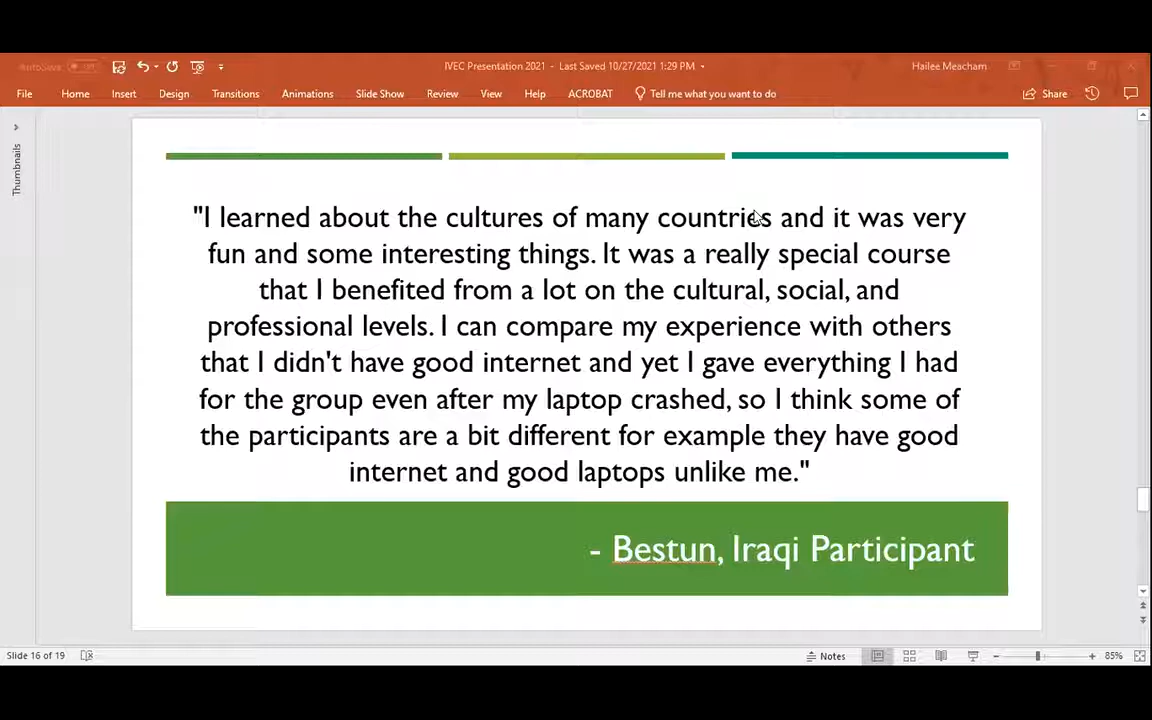 AutoSave Off
IVEC Presentation 2021 - Last Saved 10/27/2021 1:29 PM
Hailee Meacham
File Home Insert Design Transitions Animations Slide Show Review View Help ACROBAT Tell me what you want to do Share
Thumbnails
"I learned about the cultures of many countries and it was very
fun and some interesting things. It was a really special course
that I benefited from a lot on the cultural, social, and
professional levels. I can compare my experience with others
that I didn't have good internet and yet I gave everything I had
for the group even after my laptop crashed, so I think some of
the participants are a bit different for example they have good
internet and good laptops unlike me."
- Bestun, Iraqi Participant
Slide 16 of 19
Notes
85%